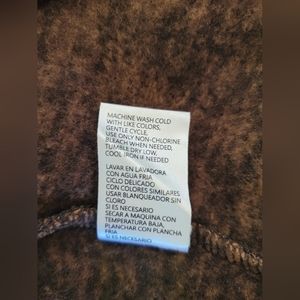 MACHINE WASH COLD
WITH LIKE COLORS,
GENTLE CYCLE,
USE ONLY NON-CHLORINE
BLEACH WHEN NEEDED,
TUMBLE DRY LOW,
COOL IRON IF NEEDED
LAVAR EN LAVADORA
CON AGUA FRIA
CICLO DELICADO
CON COLORES SIMILARES
USAR BLANQUEADOR SIN
CLORO
SI ES NECESARIO
SECAR A MAQUINA CON
TEMPERATURA BAJA,
PLANCHAR CON PLANCHA
FRIA
SI ES NECESARIO